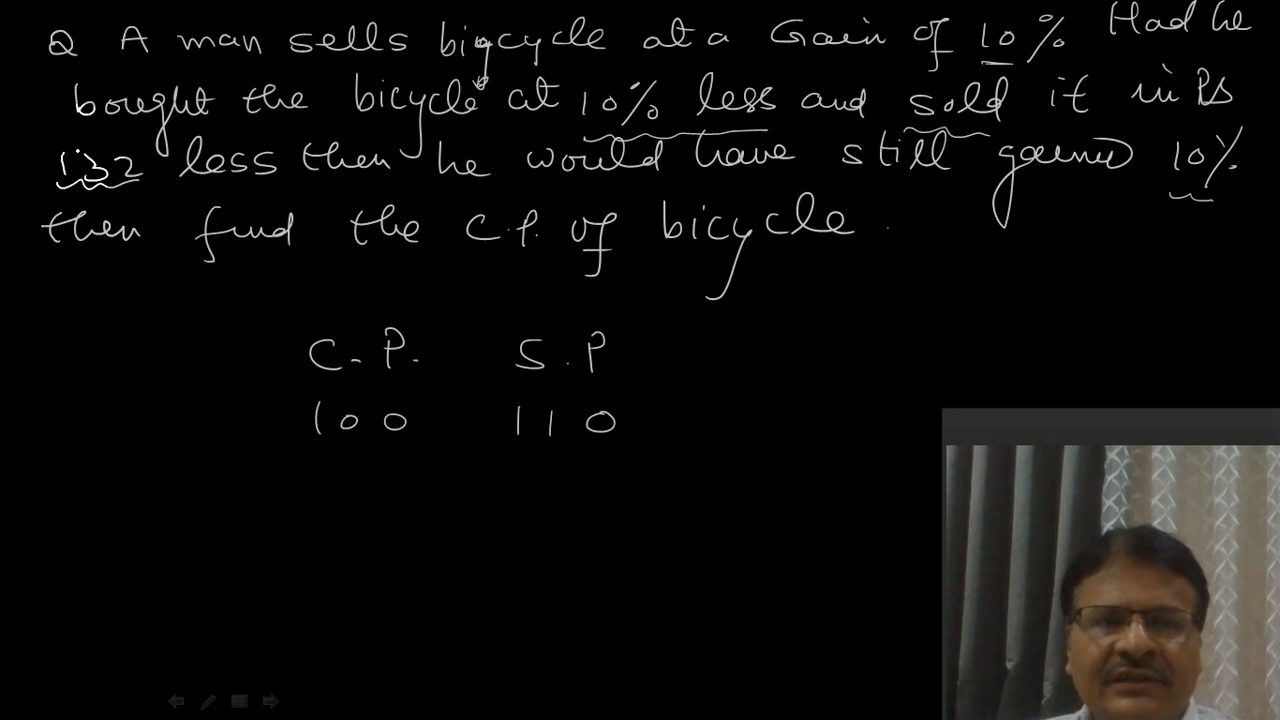 Q A man sells bicycle at a Gain of 10% Had he
bought the bicycle at 10% less and sold it in Rs
132 less then he would have still gained 10%
then find the C.P. of bicycle.
C.P. S.P
100 110